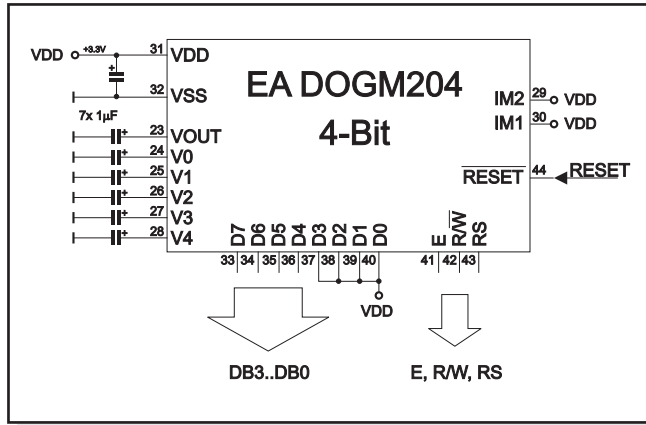 VDD +3.3V 31 VDD
32 VSS
7x 1µF
23 VOUT
24 V0
25 V1
26 V2
27 V3
28 V4
EA DOGM204
4-Bit
IM2 29 VDD
IM1 30 VDD
RESET 44 RESET
D7 D6 D5 D4 D3 D2 D1 D0
33 34 35 36 37 38 39 40
E R/W RS
41 42 43
VDD
DB3..DB0
E, R/W, RS